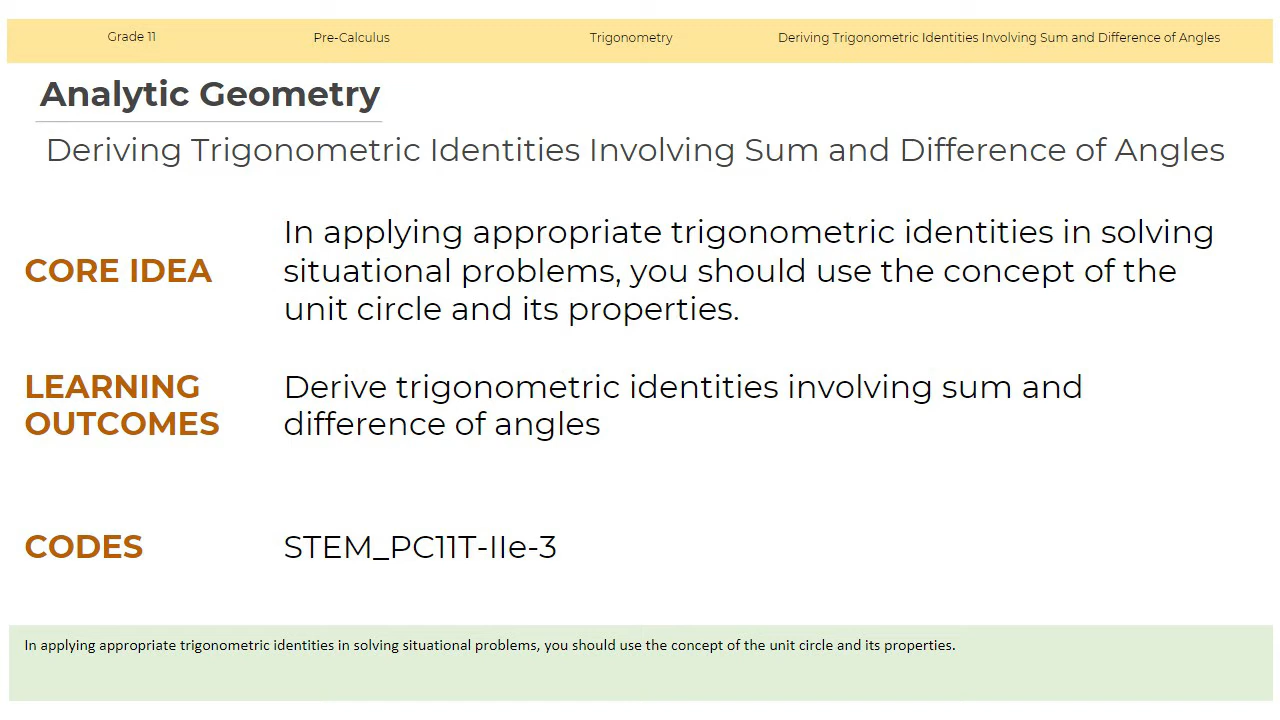 Grade 11 Pre-Calculus Trigonometry Deriving Trigonometric Identities Involving Sum and Difference of Angles
Analytic Geometry
Deriving Trigonometric Identities Involving Sum and Difference of Angles
CORE IDEA
In applying appropriate trigonometric identities in solving
situational problems, you should use the concept of the
unit circle and its properties.
LEARNING
OUTCOMES
Derive trigonometric identities involving sum and
difference of angles
CODES
STEM_PC11T-IIe-3
In applying appropriate trigonometric identities in solving situational problems, you should use the concept of the unit circle and its properties.